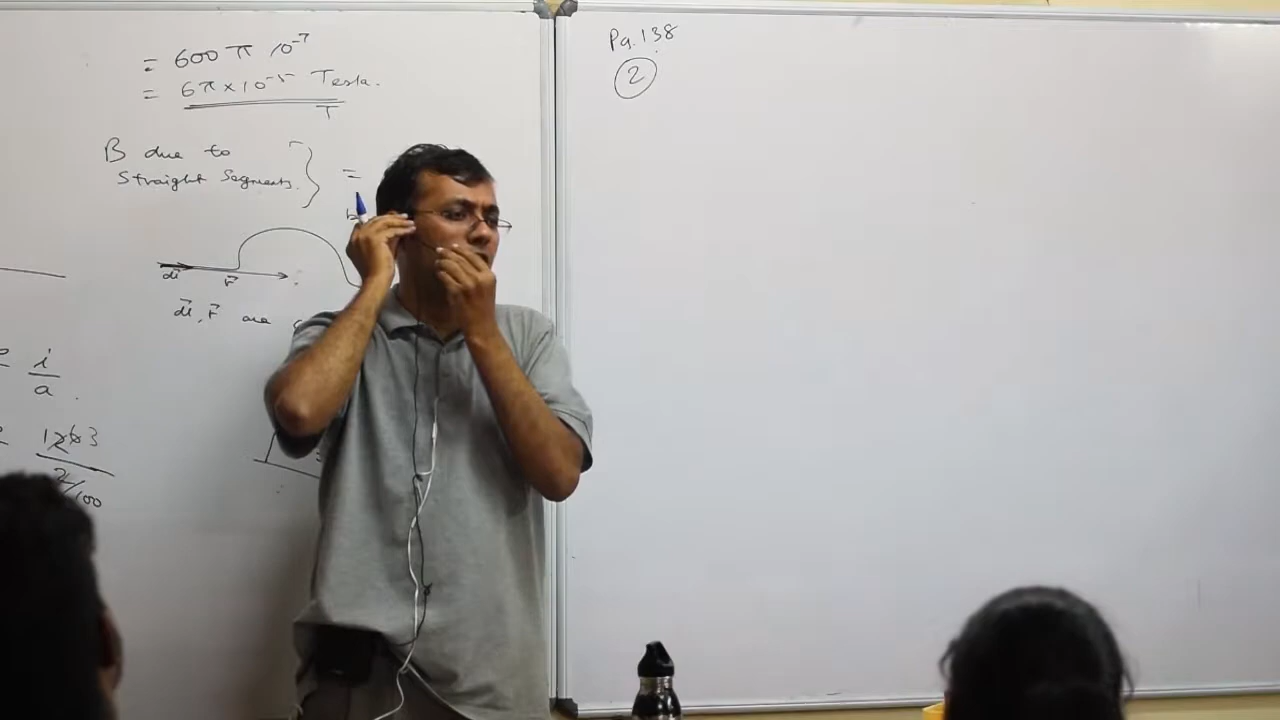 = 600 π 10⁻⁷
= 6π × 10⁻⁵ Tesla.
T
B due to
Straight Segments. } =
dl r
dl, r are
i
a .
12 × 3
2/100
Pg. 138
2